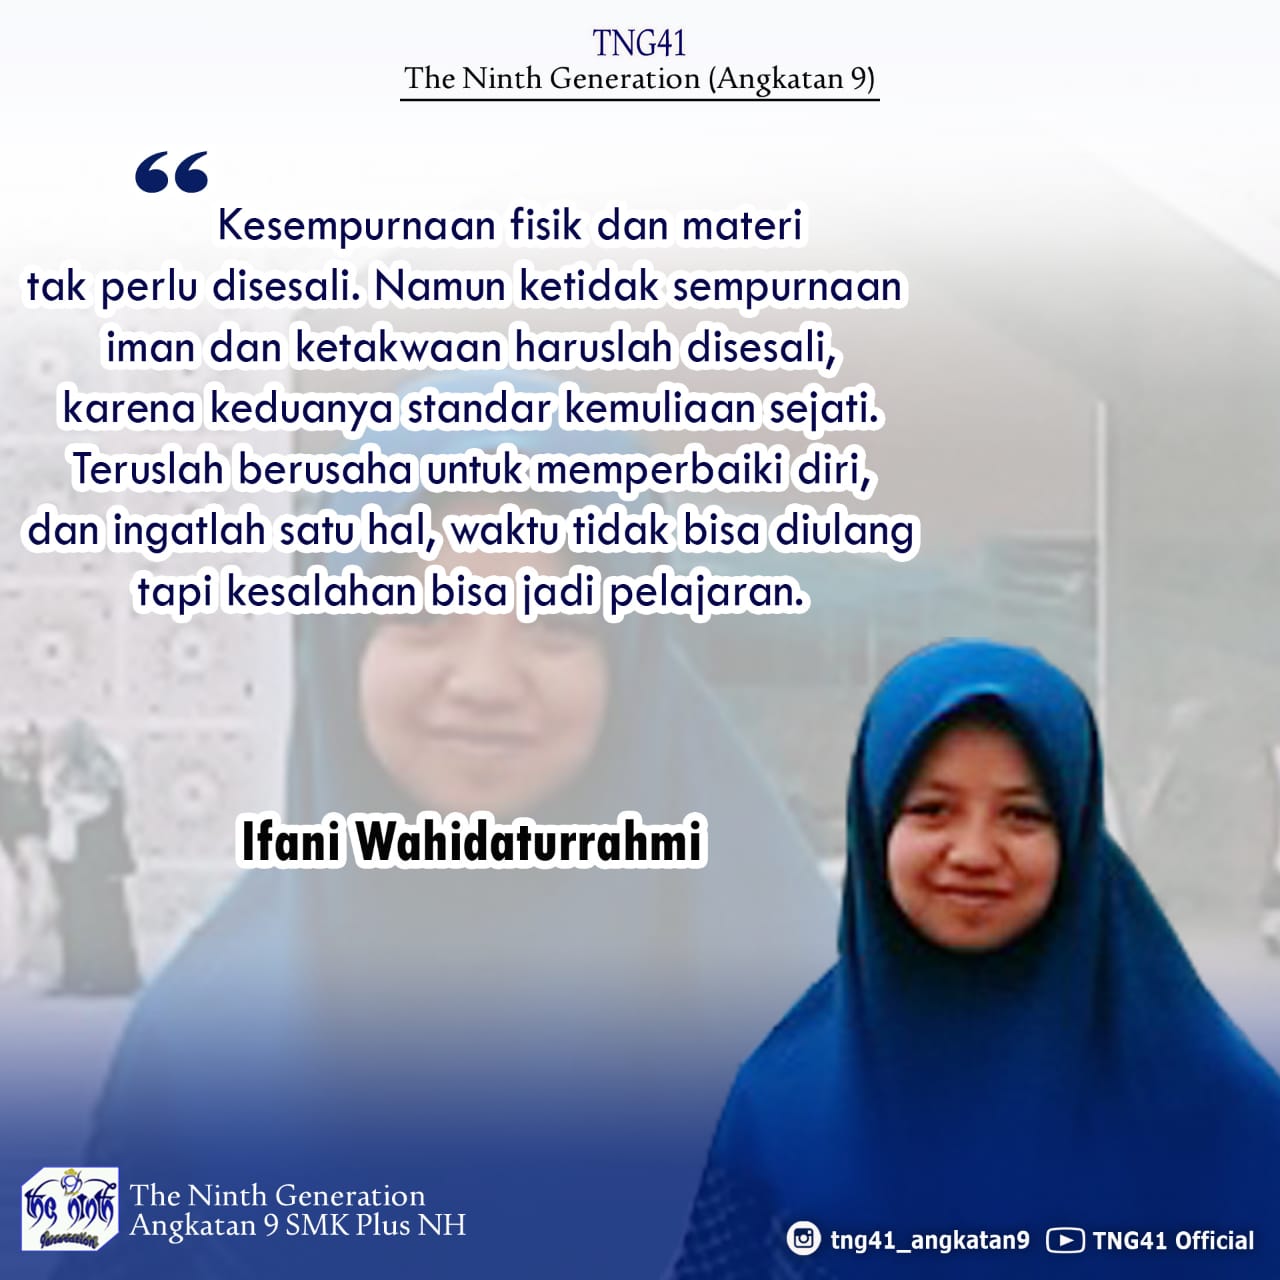 TNG41
The Ninth Generation (Angkatan 9)
“
Kesempurnaan fisik dan materi
tak perlu disesali. Namun ketidak sempurnaan
iman dan ketakwaan haruslah disesali,
karena keduanya standar kemuliaan sejati.
Teruslah berusaha untuk memperbaiki diri,
dan ingatlah satu hal, waktu tidak bisa diulang
tapi kesalahan bisa jadi pelajaran.
Ifani Wahidaturrahmi
the ninth
Generation
The Ninth Generation
Angkatan 9 SMK Plus NH
tng41_angkatan9 TNG41 Official